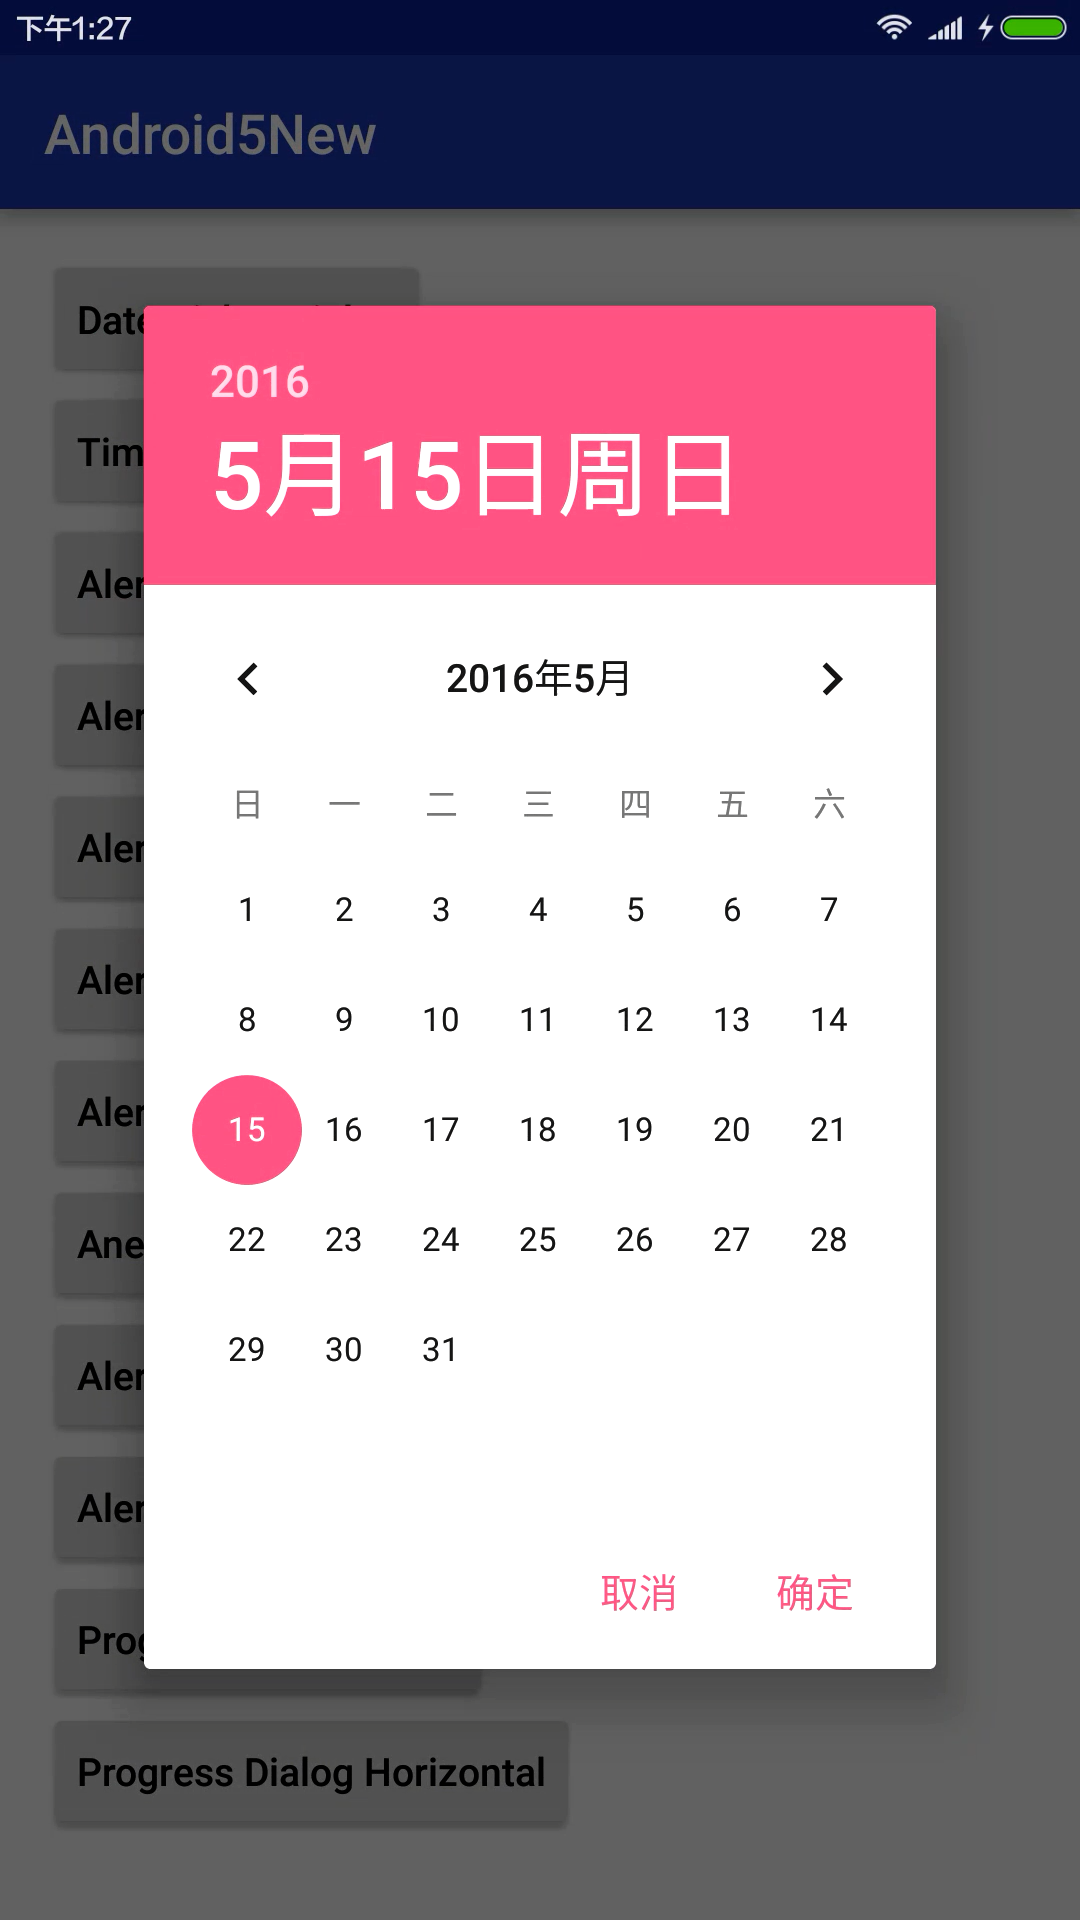 下午1:27
Android5New
Date
Tim
2016
5月15日周日
Aler
2016年5月
Aler
日 一 二 三 四 五 六
Aler
1 2 3 4 5 6 7
Aler
8 9 10 11 12 13 14
Aler
15 16 17 18 19 20 21
Ane
22 23 24 25 26 27 28
Aler
29 30 31
Aler
取消 确定
Prog
Progress Dialog Horizontal